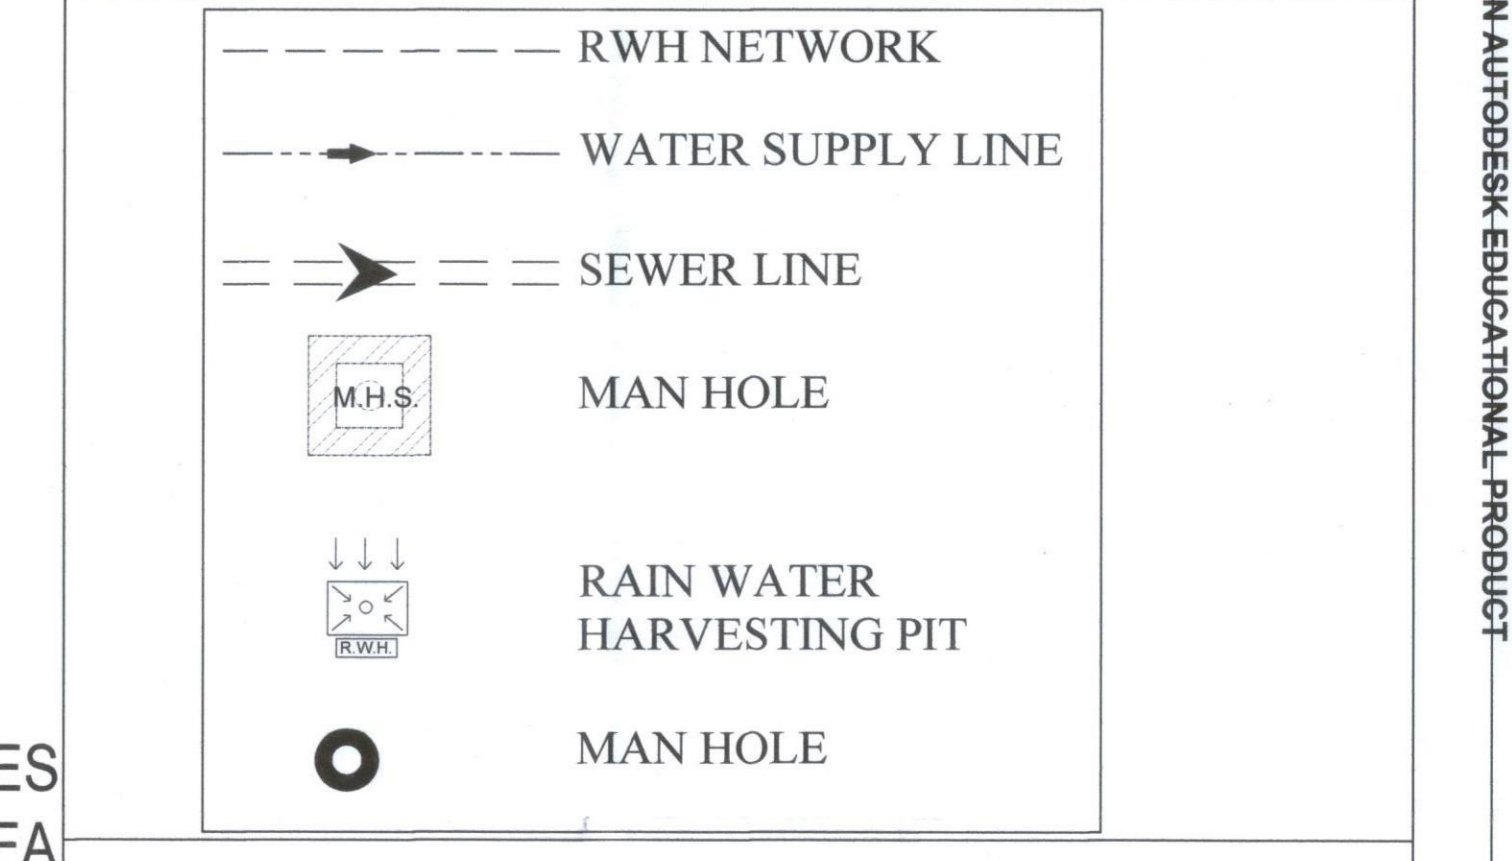 RWH NETWORK
WATER SUPPLY LINE
SEWER LINE
M.H.S.
MAN HOLE
RAIN WATER
HARVESTING PIT
R.W.H.
MAN HOLE
ES
EA
N AUTODESK EDUCATIONAL PRODUCT